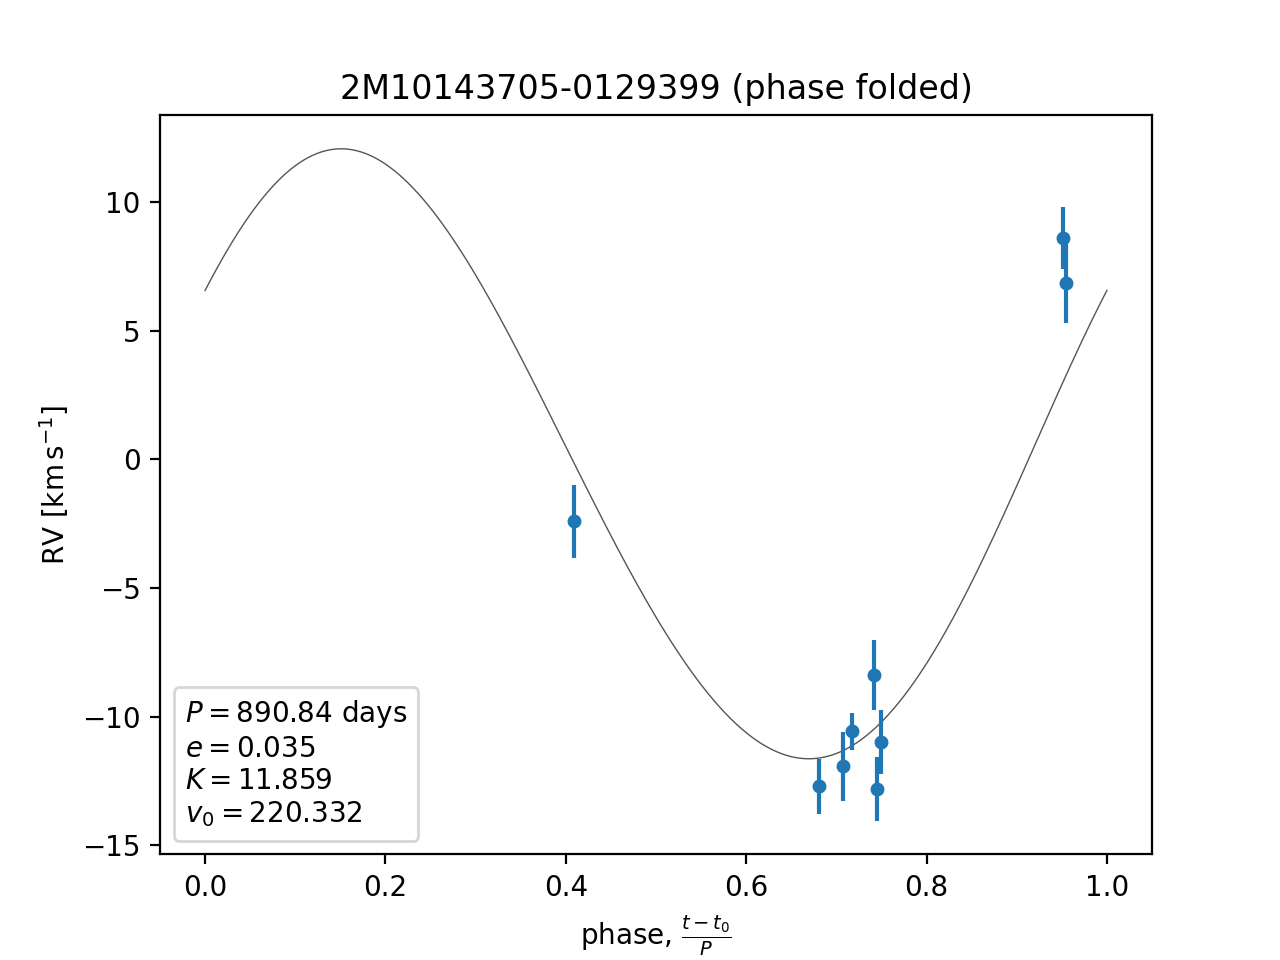 2M10143705-0129399 (phase folded)
10
5
0
−5
−10
−15
RV [km s⁻¹]
P = 890.84 days
e = 0.035
K = 11.859
v₀ = 220.332
0.0 0.2 0.4 0.6 0.8 1.0
phase, (t − t₀)/P